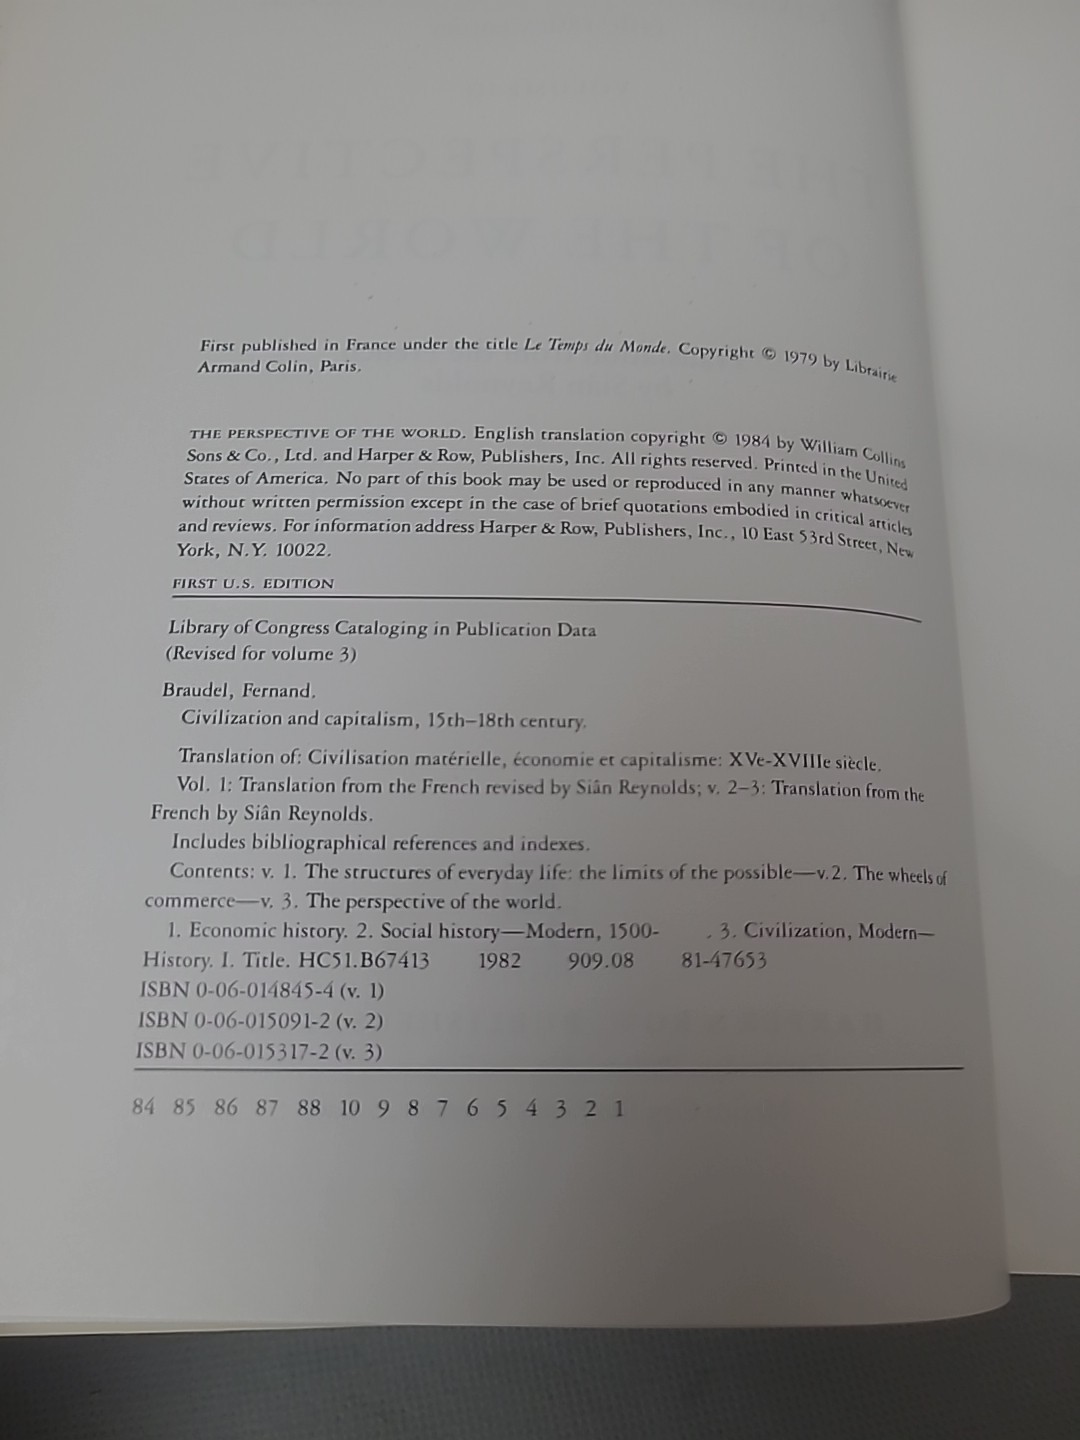 First published in France under the title Le Temps du Monde. Copyright © 1979 by Librairie
Armand Colin, Paris.
THE PERSPECTIVE OF THE WORLD. English translation copyright © 1984 by William Collins
Sons & Co., Ltd. and Harper & Row, Publishers, Inc. All rights reserved. Printed in the United
States of America. No part of this book may be used or reproduced in any manner whatsoever
without written permission except in the case of brief quotations embodied in critical articles
and reviews. For information address Harper & Row, Publishers, Inc., 10 East 53rd Street, New
York, N.Y. 10022.
FIRST U.S. EDITION
Library of Congress Cataloging in Publication Data
(Revised for volume 3)
Braudel, Fernand.
Civilization and capitalism, 15th–18th century.
Translation of: Civilisation matérielle, économie et capitalisme: XVe-XVIIIe siècle.
Vol. 1: Translation from the French revised by Siân Reynolds; v. 2–3: Translation from the
French by Siân Reynolds.
Includes bibliographical references and indexes.
Contents: v. 1. The structures of everyday life: the limits of the possible—v.2. The wheels of
commerce—v. 3. The perspective of the world.
1. Economic history. 2. Social history—Modern, 1500- . 3. Civilization, Modern—
History. I. Title. HC51.B67413 1982 909.08 81-47653
ISBN 0-06-014845-4 (v. 1)
ISBN 0-06-015091-2 (v. 2)
ISBN 0-06-015317-2 (v. 3)
84 85 86 87 88 10 9 8 7 6 5 4 3 2 1